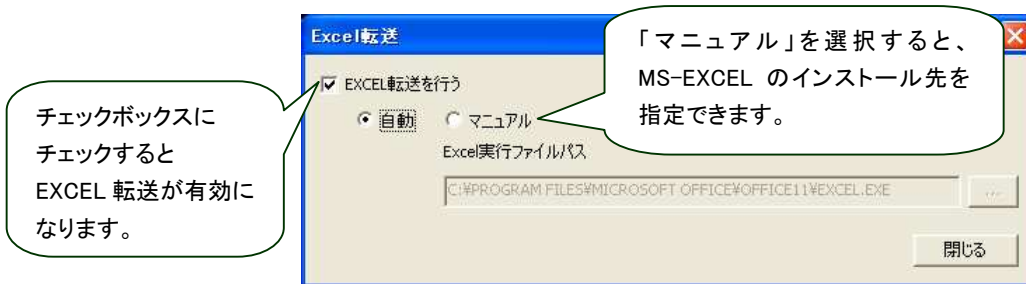 Excel転送
「マニュアル」を選択すると、
MS-EXCEL のインストール先を
指定できます。
チェックボックスに
チェックすると
EXCEL 転送が有効に
なります。
EXCEL転送を行う
自動 マニュアル
Excel実行ファイルパス
C:¥PROGRAM FILES¥MICROSOFT OFFICE¥OFFICE11¥EXCEL.EXE ...
閉じる